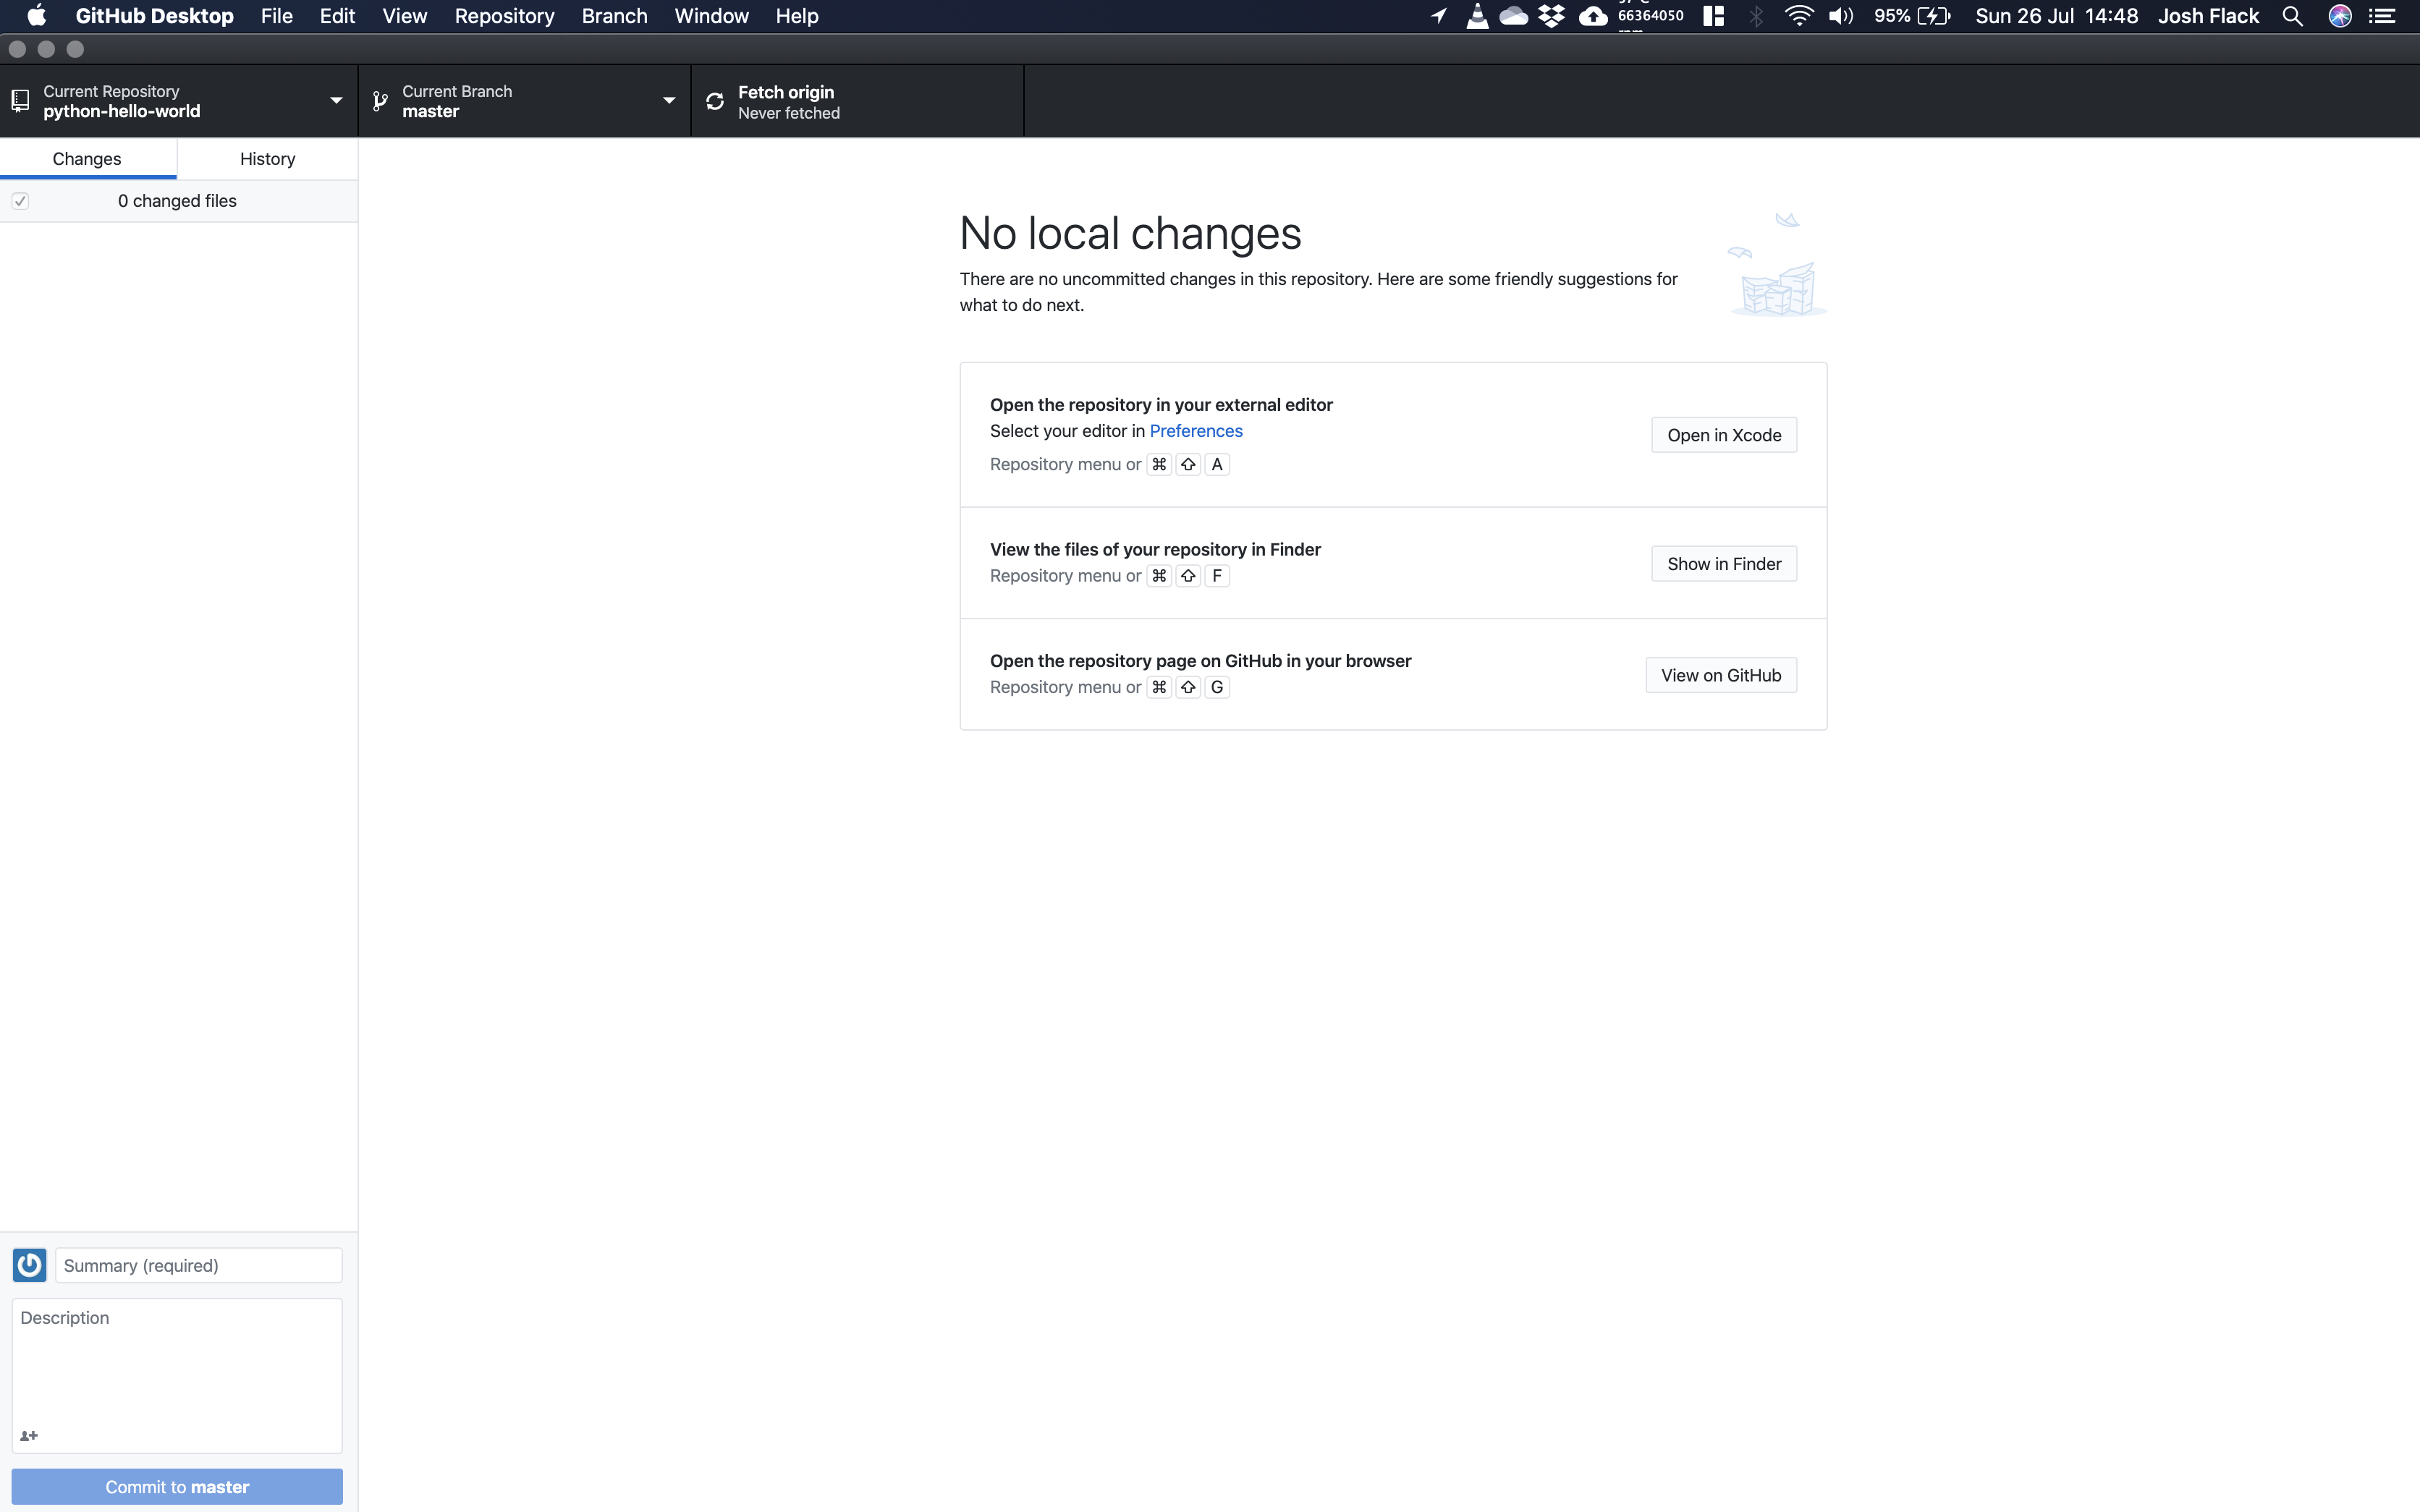 GitHub Desktop File Edit View Repository Branch Window Help 66364050 95% Sun 26 Jul 14:48 Josh Flack
Current Repository
python-hello-world
Current Branch
master
Fetch origin
Never fetched
Changes History
0 changed files
No local changes
There are no uncommitted changes in this repository. Here are some friendly suggestions for
what to do next.
Open the repository in your external editor
Select your editor in Preferences
Repository menu or ⌘ ⇧ A
Open in Xcode
View the files of your repository in Finder
Repository menu or ⌘ ⇧ F
Show in Finder
Open the repository page on GitHub in your browser
Repository menu or ⌘ ⇧ G
View on GitHub
Summary (required)
Description
Commit to master